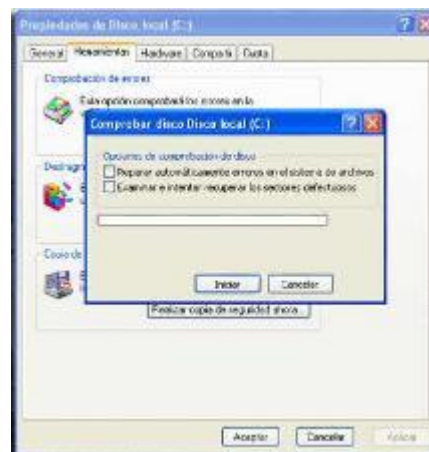 Propiedades de Disco local (C:)
General Herramientas Hardware Compartir Cuota
Comprobación de errores
Esta opción comprobará los errores en la
Comprobar disco Disco local (C:)
Opciones de comprobación de disco
Reparar automáticamente errores en el sistema de archivos
Examinar e intentar recuperar los sectores defectuosos
Iniciar Cancelar
Realizar copia de seguridad ahora...
Aceptar Cancelar Aplicar